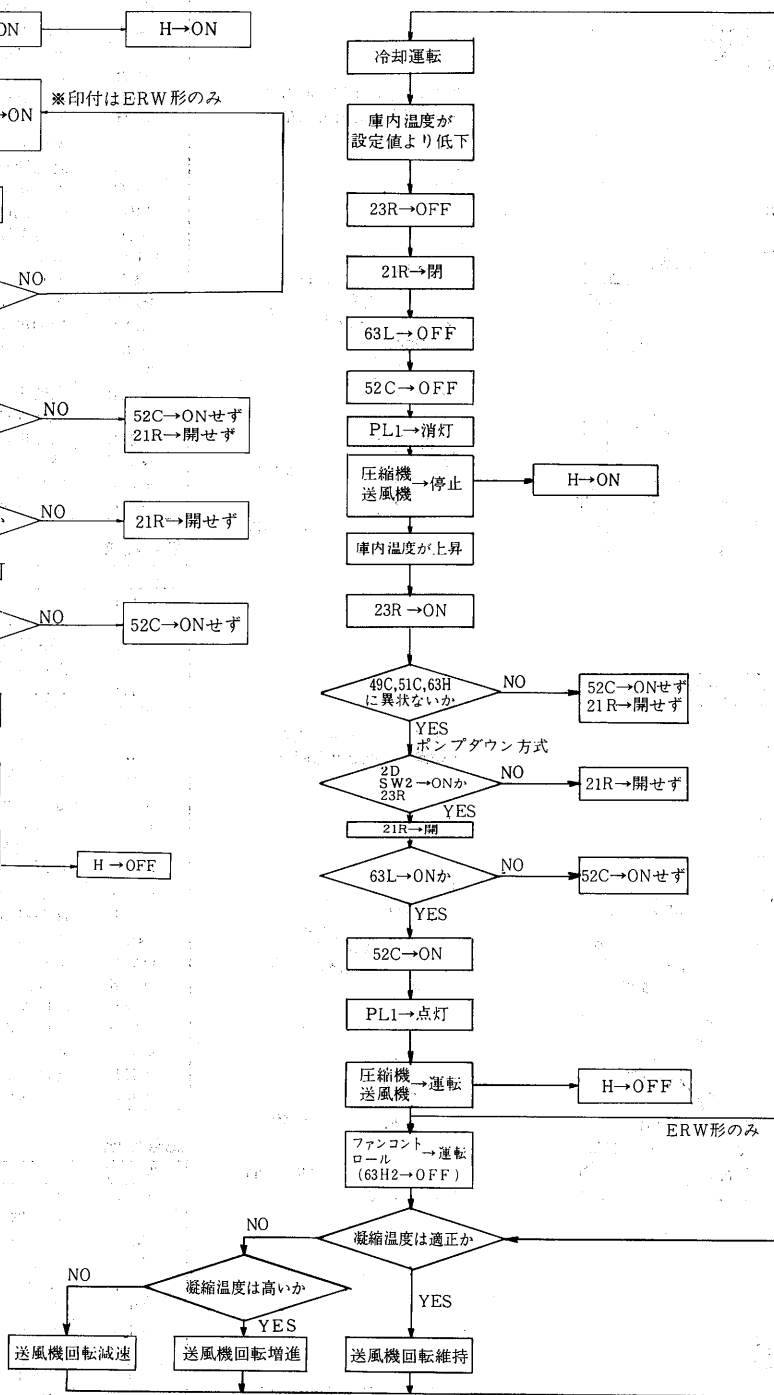 ON
H→ON
→ON
※印付はERW形のみ
NO
NO
52C→ONせず
21R→開せず
NO
21R→開せず
NO
52C→ONせず
H→OFF
冷却運転
庫内温度が
設定値より低下
23R→OFF
21R→閉
63L→OFF
52C→OFF
PL1→消灯
圧縮機
送風機
→停止
H→ON
庫内温度が上昇
23R→ON
49C,51C,63H
に異状ないか
NO
52C→ONせず
21R→開せず
YES
ポンプダウン方式
2D
SW2→ONか
23R
NO
21R→開せず
YES
21R→開
63L→ONか
NO
52C→ONせず
YES
52C→ON
PL1→点灯
圧縮機
送風機
→運転
H→OFF
ERW形のみ
ファンコント
ロール
→運転
(63H2→OFF)
凝縮温度は適正か
NO
凝縮温度は高いか
NO
YES
YES
送風機回転減速
送風機回転増進
送風機回転維持